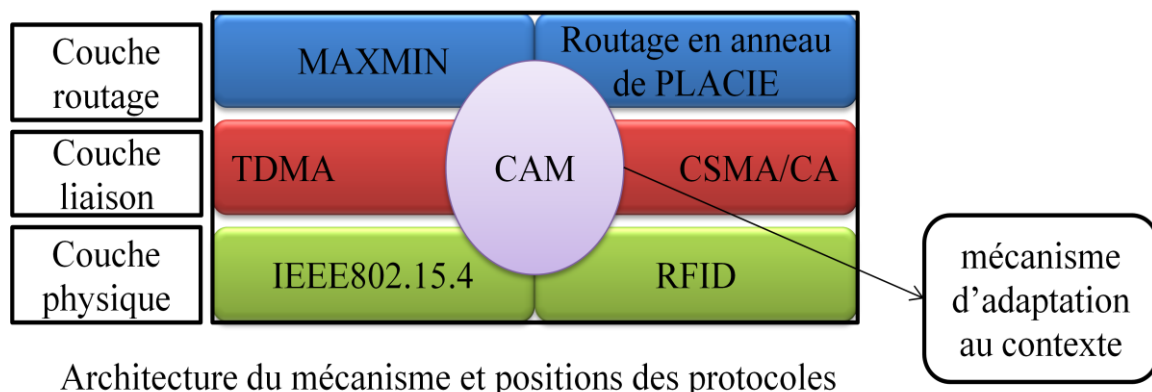 Couche
routage
MAXMIN
Routage en anneau
de PLACIE
Couche
liaison
TDMA
CAM
CSMA/CA
Couche
physique
IEEE802.15.4
RFID
mécanisme
d’adaptation
au contexte
Architecture du mécanisme et positions des protocoles